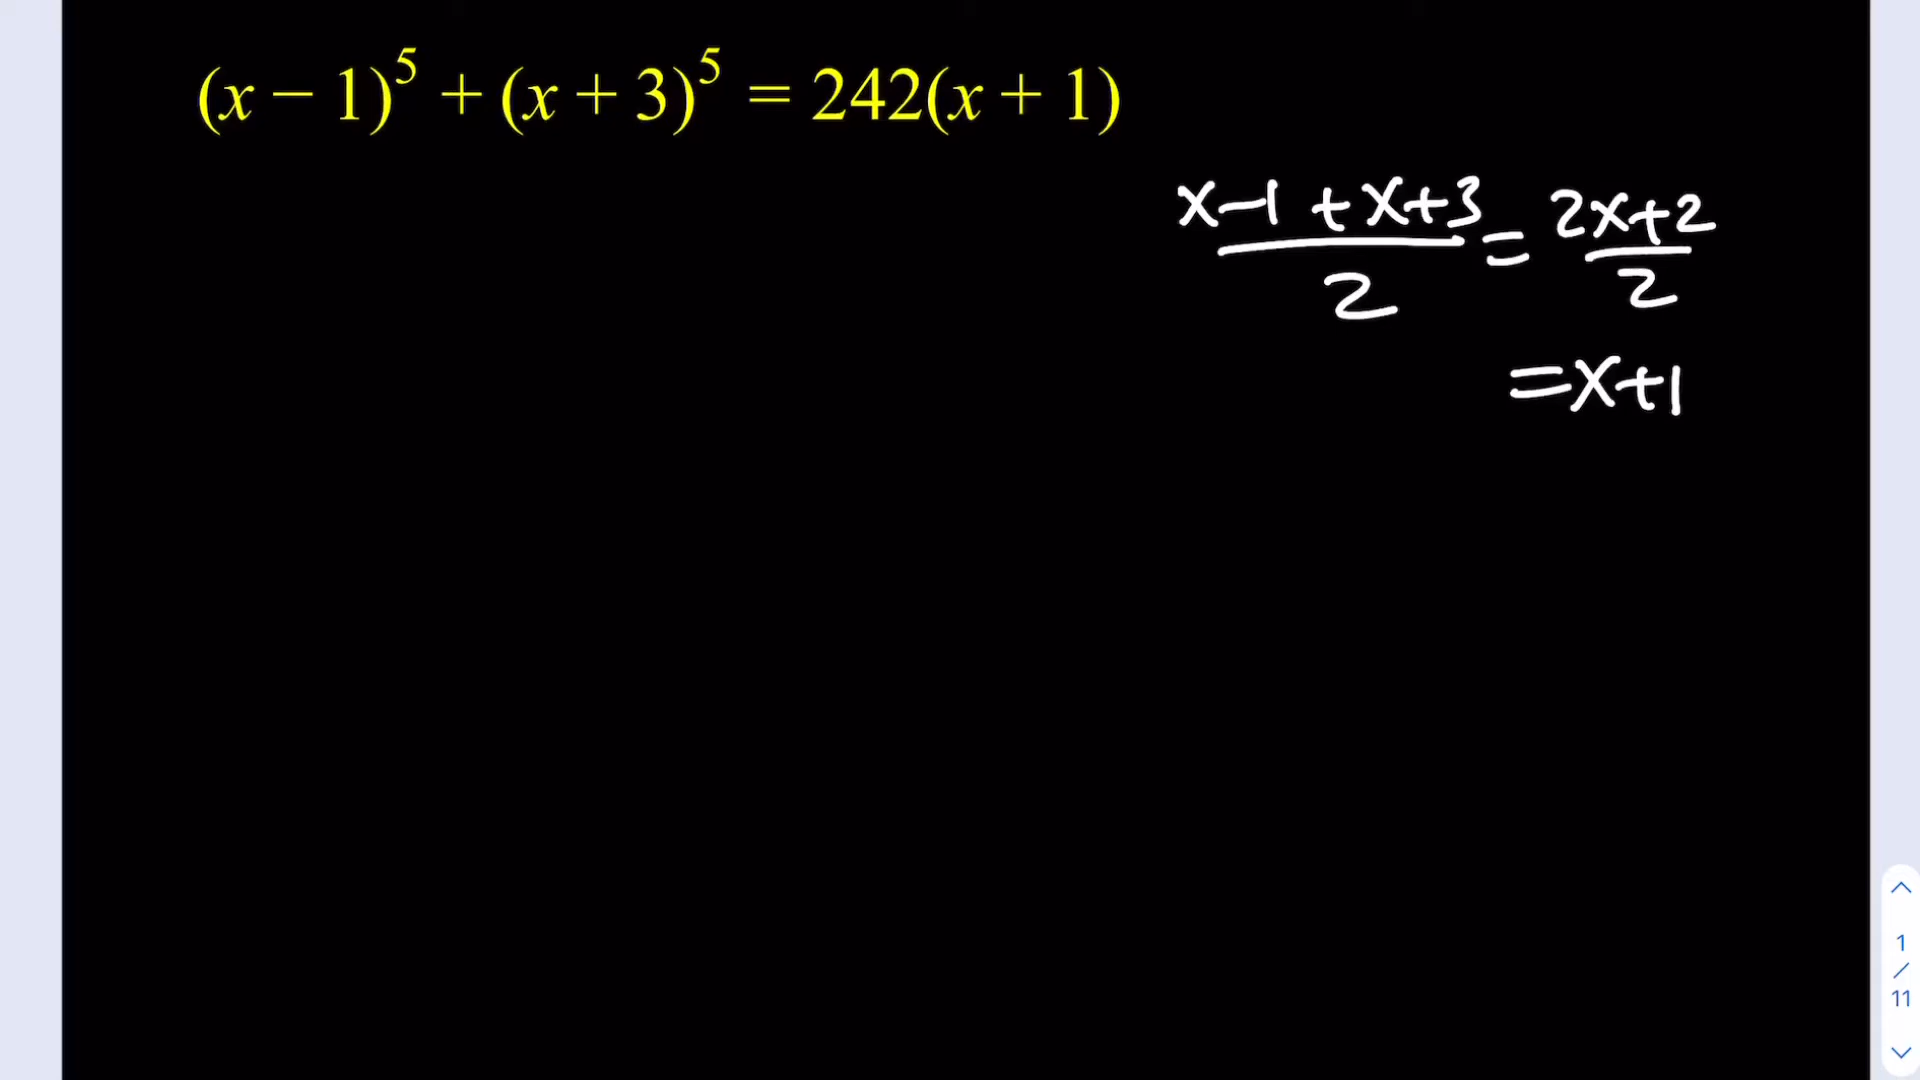 (x − 1)⁵ + (x + 3)⁵ = 242(x + 1)
x−1 + x+3 = 2x+2
2 2
= x+1
1
/
11